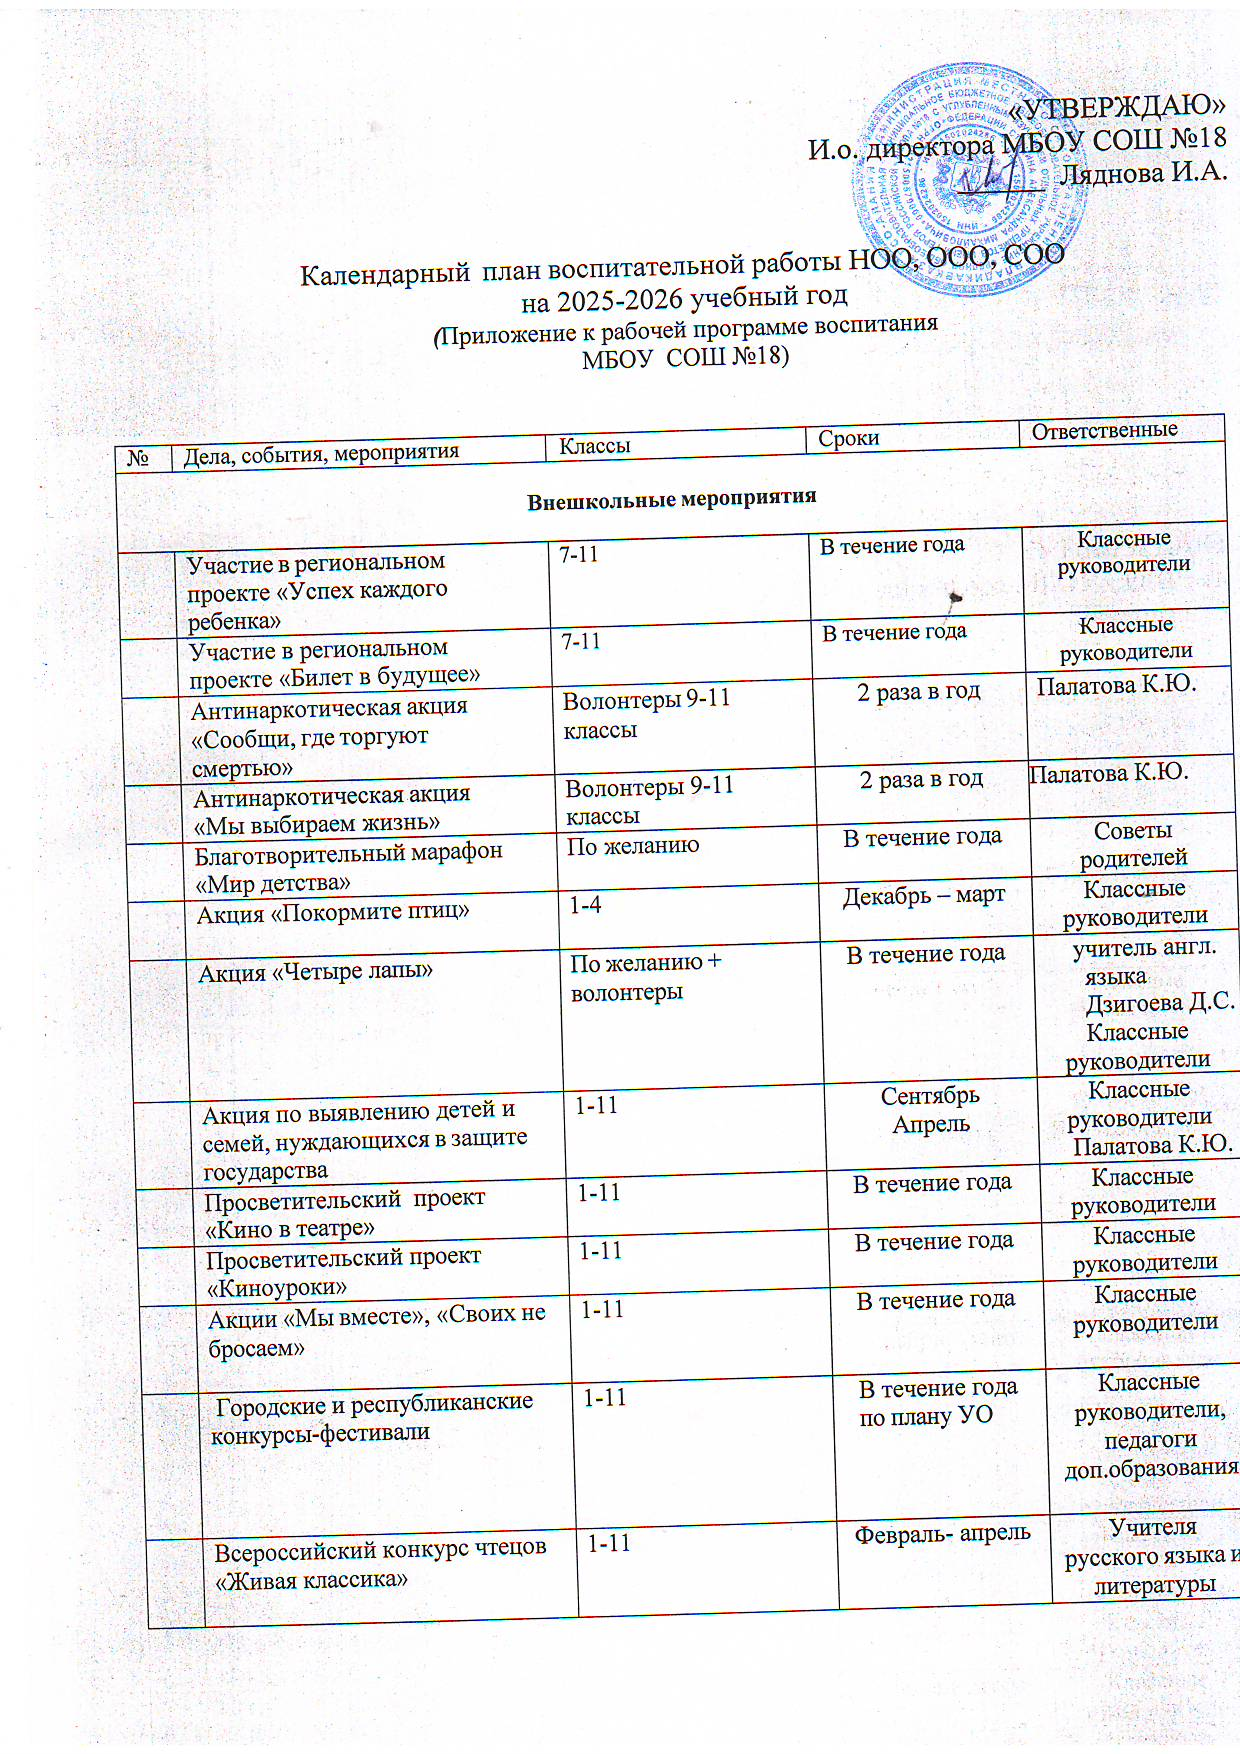 «УТВЕРЖДАЮ»
И.о. директора МБОУ СОШ №18
Ляднова И.А.
Календарный план воспитательной работы НОО, ООО, СОО
на 2025-2026 учебный год
(Приложение к рабочей программе воспитания
МБОУ СОШ №18)
№ Дела, события, мероприятия Классы Сроки Ответственные
Внешкольные мероприятия
Участие в региональном 7-11 В течение года Классные
проекте «Успех каждого руководители
ребенка»
Участие в региональном 7-11 В течение года Классные
проекте «Билет в будущее» руководители
Антинаркотическая акция Волонтеры 9-11 2 раза в год Палатова К.Ю.
«Сообщи, где торгуют классы
смертью»
Антинаркотическая акция Волонтеры 9-11 2 раза в год Палатова К.Ю.
«Мы выбираем жизнь» классы
Благотворительный марафон По желанию В течение года Советы
«Мир детства» родителей
Акция «Покормите птиц» 1-4 Декабрь – март Классные
руководители
Акция «Четыре лапы» По желанию + В течение года учитель англ.
волонтеры языка
Дзигоева Д.С.
Классные
руководители
Акция по выявлению детей и 1-11 Сентябрь Классные
семей, нуждающихся в защите Апрель руководители
государства Палатова К.Ю.
Просветительский проект 1-11 В течение года Классные
«Кино в театре» руководители
Просветительский проект 1-11 В течение года Классные
«Киноуроки» руководители
Акции «Мы вместе», «Своих не 1-11 В течение года Классные
бросаем» руководители
Городские и республиканские 1-11 В течение года Классные
конкурсы-фестивали по плану УО руководители,
педагоги
доп.образования
Всероссийский конкурс чтецов 1-11 Февраль- апрель Учителя
«Живая классика» русского языка и
литературы